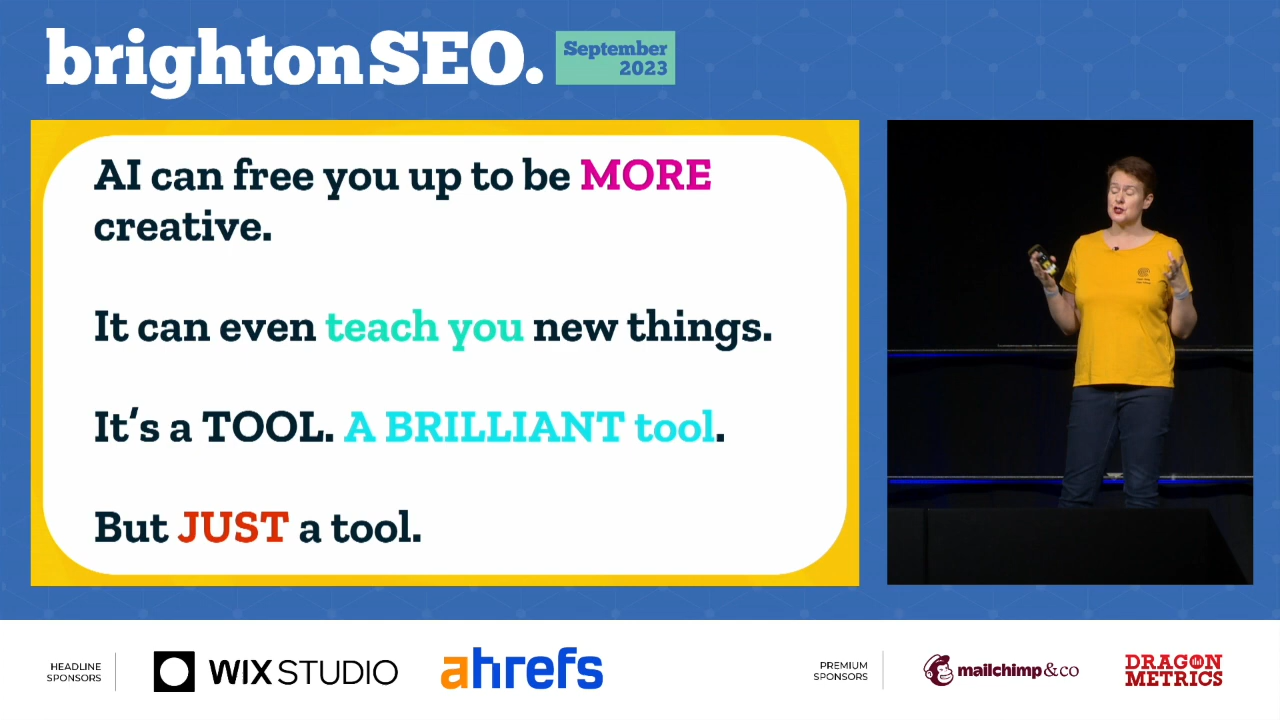 brightonSEO.
September
2023
AI can free you up to be MORE
creative.
It can even teach you new things.
It's a TOOL. A BRILLIANT tool.
But JUST a tool.
HEADLINE
SPONSORS
WIX STUDIO
ahrefs
PREMIUM
SPONSORS
mailchimp&co
DRAGON
METRICS